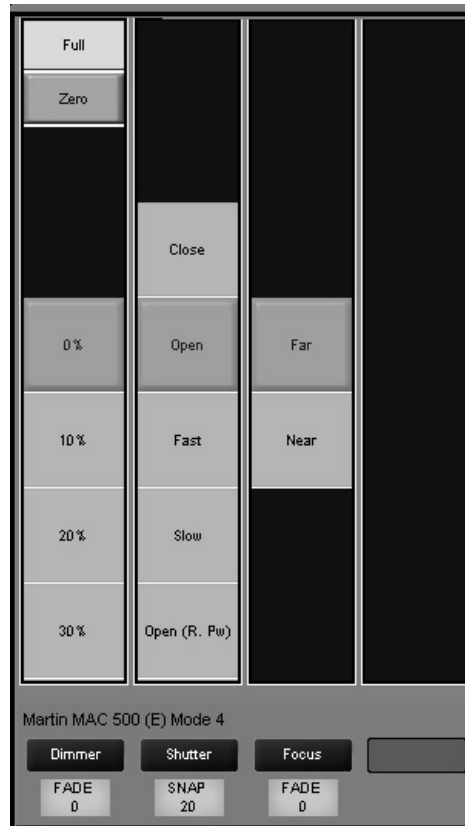 Full
Zero
Close
0% Open Far
10% Fast Near
20% Slow
30% Open (R. Pw)
Martin MAC 500 (E) Mode 4
Dimmer Shutter Focus
FADE SNAP FADE
0 20 0